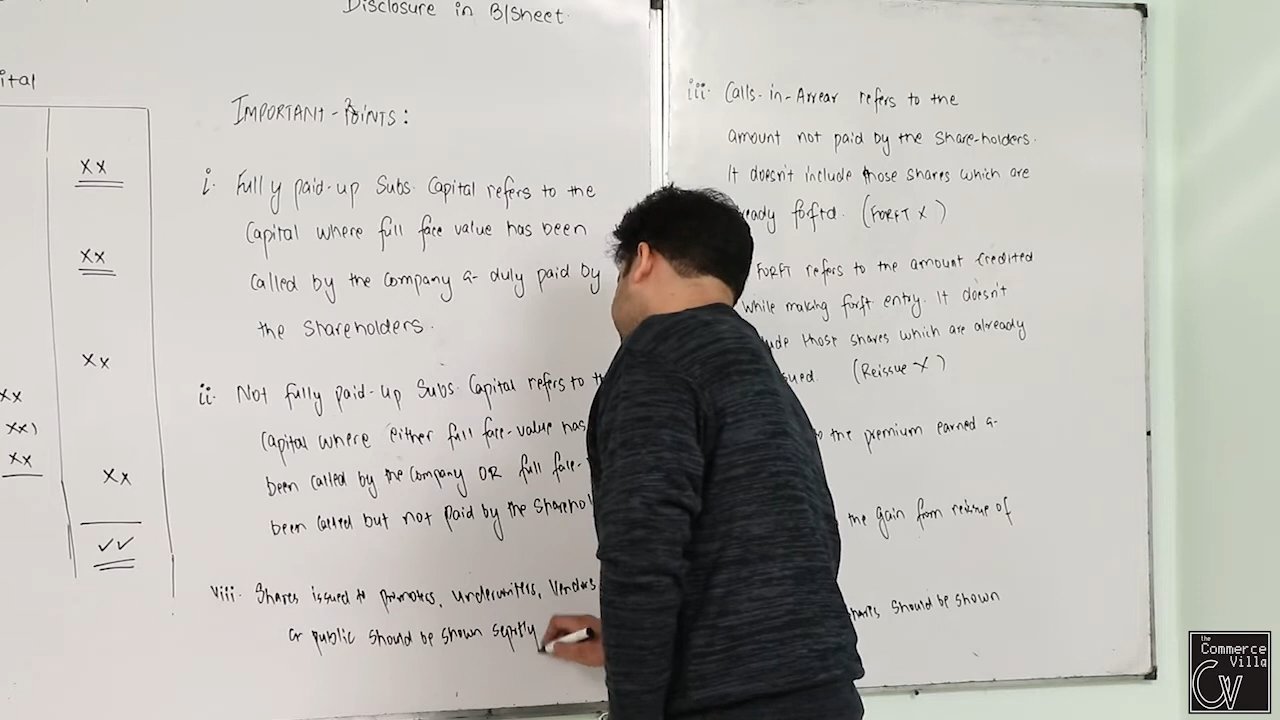 Disclosure in B/Sheet.
ital
xx
xx
xx
xx
xx)
xx
xx
IMPORTANT-POINTS:
i. Fully paid-up Subs. Capital refers to the
Capital where full face value has been
called by the company & duly paid by
the shareholders.
ii. Not fully paid-up Subs. Capital refers to th
Capital where either full face-value has
been called by the company OR full face-
been called but not paid by the shareho
viii. Shares issued to promoters, underwriters, Vendors
or public should be shown
iii. Calls-in-Arrear refers to the
amount not paid by the share-holders.
It doesn't include those shares which are
ready forftd. (FORFT X)
FORFT refers to the amount credited
while making forft entry. It doesn't
ude those shares which are already
sued. (Reissue X)
the premium earned &
the gain from reissue of
shares should be shown
the
Commerce
Villa
CV